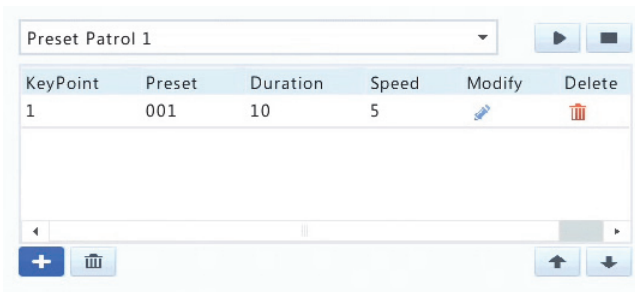 Preset Patrol 1
KeyPoint Preset Duration Speed Modify Delete
1 001 10 5